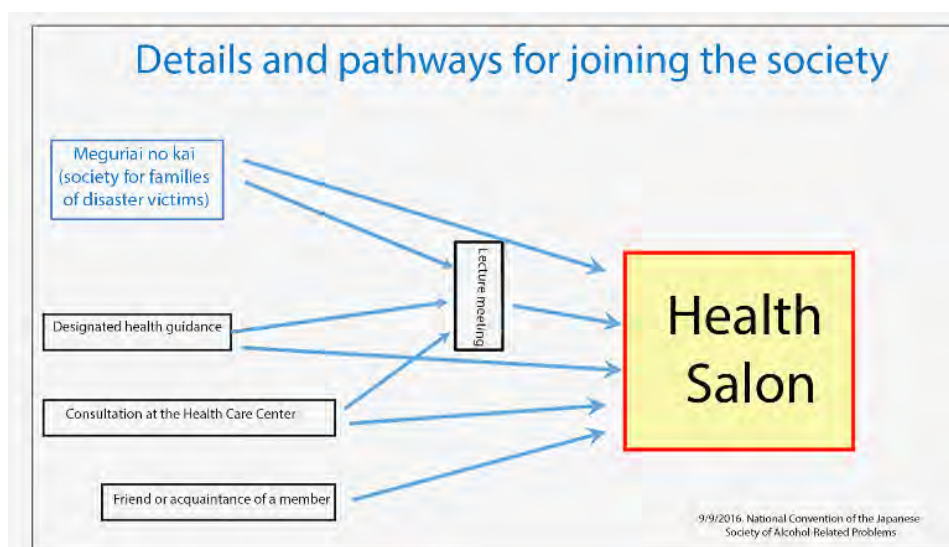 Details and pathways for joining the society
Meguriai no kai
(society for families
of disaster victims)
Lecture meeting
Health
Salon
Designated health guidance
Consultation at the Health Care Center
Friend or acquaintance of a member
9/9/2016 National Convention of the Japanese
Society of Alcohol-Related Problems